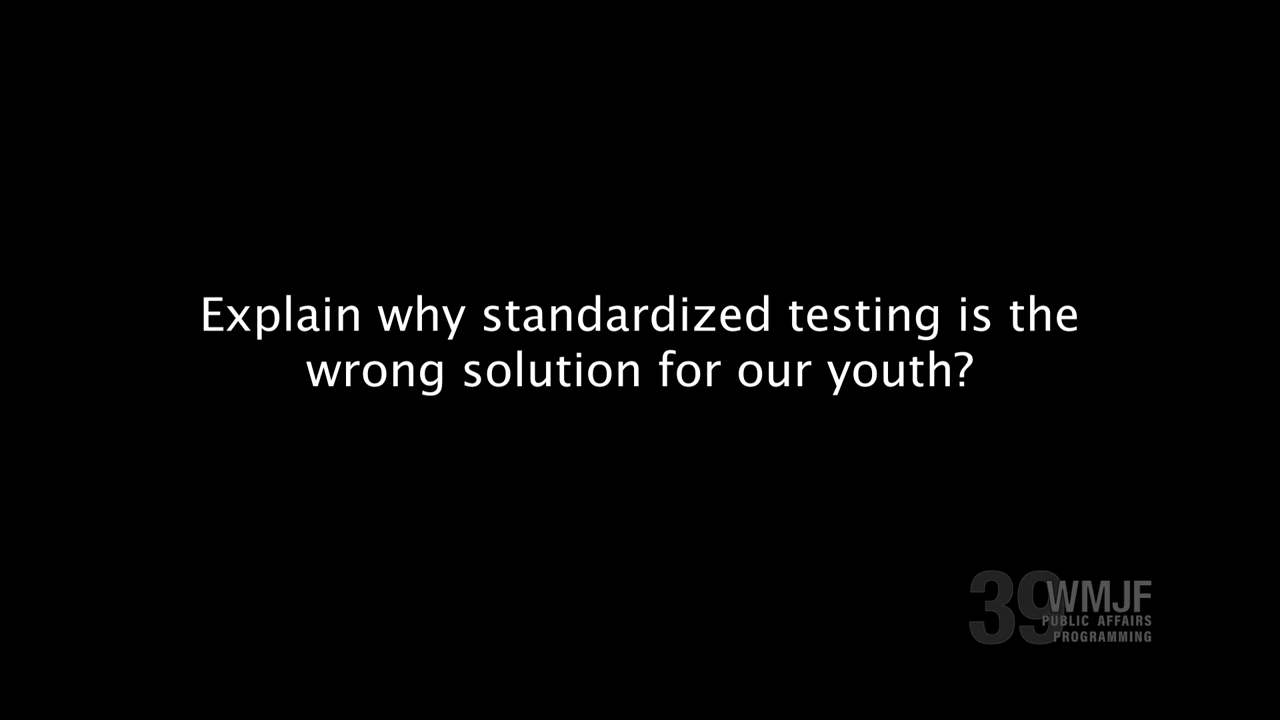 Explain why standardized testing is the
wrong solution for our youth?
39 WMJF
PUBLIC AFFAIRS
PROGRAMMING